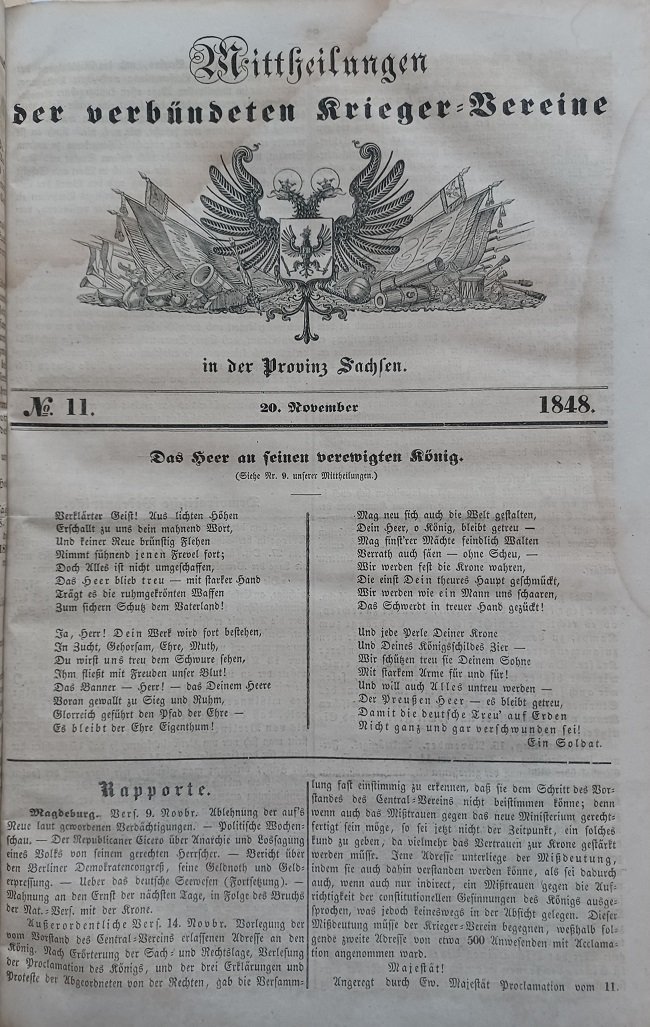 Mittheilungen
der verbündeten Krieger-Vereine
in der Provinz Sachsen.
No. 11.
20. November
1848.
Das Heer an seinen verewigten König.
(Siehe Nr. 9. unserer Mittheilungen.)
Verklärter Geist! Aus lichten Höhen
Erschallt zu uns dein mahnend Wort,
Und keiner Reue brünstig Flehen
Nimmt sühnend jenen Frevel fort;
Doch Alles ist nicht umgeschaffen,
Das Heer blieb treu — mit starker Hand
Trägt es die ruhmgekrönten Waffen
Zum sichern Schutz dem Vaterland!
Ja, Herr! Dein Werk wird fort bestehen,
In Zucht, Gehorsam, Ehre, Muth,
Du wirst uns treu dem Schwure sehen,
Ihm fließt mit Freuden unser Blut!
Das Banner — Herr! — das Deinem Heere
Voran gewallt zu Sieg und Ruhm,
Glorreich geführt den Pfad der Ehre —
Es bleibt der Ehre Eigenthum!
Mag neu sich auch die Welt gestalten,
Dein Heer, o König, bleibt getreu —
Mag finst'rer Mächte feindlich Walten
Verrath auch säen — ohne Scheu, —
Wir werden fest die Krone wahren,
Die einst Dein theures Haupt geschmückt,
Wir werden wie ein Mann uns schaaren,
Das Schwerdt in treuer Hand gezückt!
Und jede Perle Deiner Krone
Und Deines Königschildes Zier —
Wir schützen treu sie Deinem Sohne
Mit starkem Arme für und für!
Und will auch Alles untreu werden —
Der Preußen Heer — es bleibt getreu,
Damit die deutsche Treu' auf Erden
Nicht ganz und gar verschwunden sei!
Ein Soldat.
Rapporte.
Magdeburg. Vers. 9. Novbr. Ablehnung der auf's
Neue laut gewordenen Verdächtigungen. — Politische Wochen-
schau. — Der Republicaner Cicero über Anarchie und Lossagung
eines Volks von seinem gerechten Herrscher. — Bericht über
den Berliner Demokratencongreß, seine Geldnoth und Geld-
erpressung. — Ueber das deutsche Seewesen (Fortsetzung). —
Mahnung an den Ernst der nächsten Tage, in Folge des Bruchs
der Nat.-Vers. mit der Krone.
Außerordentliche Vers. 14. Novbr. Vorlegung der
vom Vorstand des Central-Vereins erlassenen Adresse an den
König. Nach Erörterung der Sach- und Rechtslage, Verlesung
der Proclamation des Königs, und der drei Erklärungen und
Proteste der Abgeordneten von der Rechten, gab die Versamm-
lung fast einstimmig zu erkennen, daß sie dem Schritt des Vor-
standes des Central-Vereins nicht beistimmen könne; denn
wenn auch das Mißtrauen gegen das neue Ministerium gerecht-
fertigt sein möge, so sei jetzt nicht der Zeitpunkt, ein solches
kund zu geben, da vielmehr das Vertrauen zur Krone gestärkt
werden müsse. Jene Adresse unterliege der Mißdeutung,
indem sie auch dahin verstanden werden könne, als sei dadurch
auch, wenn auch nur indirect, ein Mißtrauen gegen die Auf-
richtigkeit der constitutionellen Gesinnungen des Königs ausge-
sprochen, was jedoch keineswegs in der Absicht gelegen. Dieser
Mißdeutung müsse der Krieger-Verein begegnen, weßhalb fol-
gends zweite Adresse von etwa 500 Anwesenden mit Acclama-
tion angenommen ward.
Majestät!
Angeregt durch Ew. Majestät Proclamation vom 11.